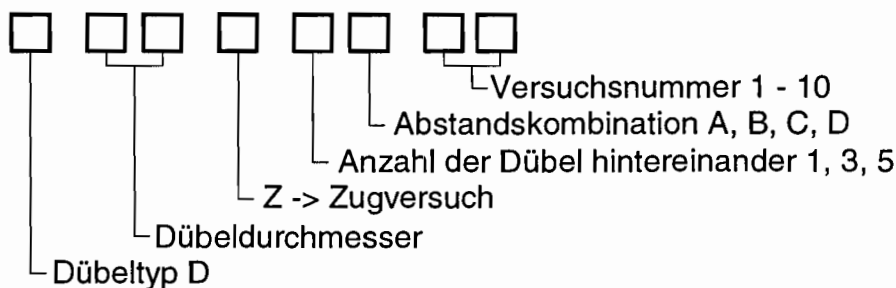 Versuchsnummer 1 - 10
Abstandskombination A, B, C, D
Anzahl der Dübel hintereinander 1, 3, 5
Z -> Zugversuch
Dübeldurchmesser
Dübeltyp D